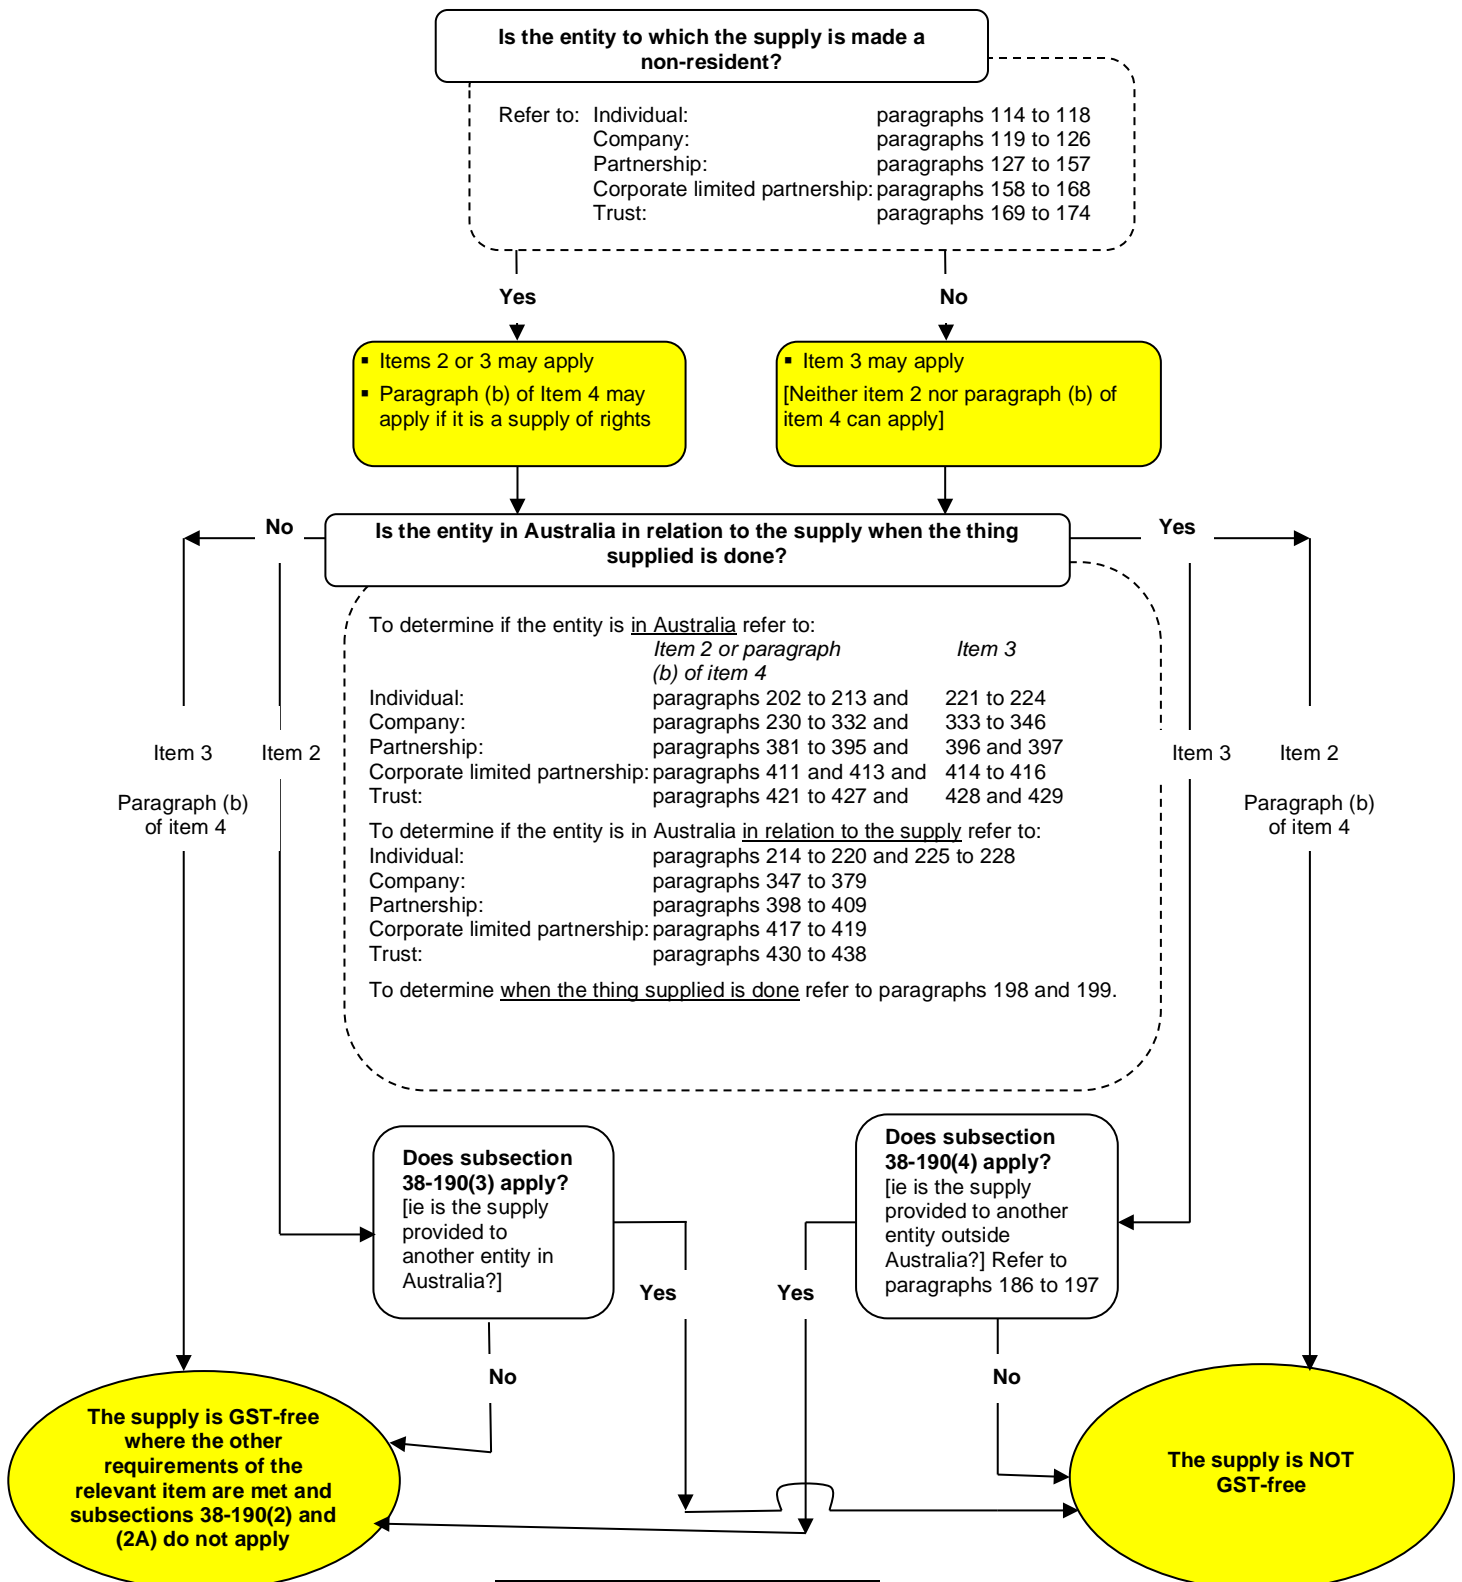 Is the entity to which the supply is made a
non-resident?
Refer to: Individual: paragraphs 114 to 118
Company: paragraphs 119 to 126
Partnership: paragraphs 127 to 157
Corporate limited partnership: paragraphs 158 to 168
Trust: paragraphs 169 to 174
Yes
No
▪ Items 2 or 3 may apply
▪ Paragraph (b) of Item 4 may
apply if it is a supply of rights
▪ Item 3 may apply
[Neither item 2 nor paragraph (b) of
item 4 can apply]
No
Is the entity in Australia in relation to the supply when the thing
supplied is done?
Yes
To determine if the entity is in Australia refer to:
Item 2 or paragraph Item 3
(b) of item 4
Individual: paragraphs 202 to 213 and 221 to 224
Company: paragraphs 230 to 332 and 333 to 346
Partnership: paragraphs 381 to 395 and 396 and 397
Corporate limited partnership: paragraphs 411 and 413 and 414 to 416
Trust: paragraphs 421 to 427 and 428 and 429
To determine if the entity is in Australia in relation to the supply refer to:
Individual: paragraphs 214 to 220 and 225 to 228
Company: paragraphs 347 to 379
Partnership: paragraphs 398 to 409
Corporate limited partnership: paragraphs 417 to 419
Trust: paragraphs 430 to 438
To determine when the thing supplied is done refer to paragraphs 198 and 199.
Item 3
Paragraph (b)
of item 4
Item 2
Item 3
Item 2
Paragraph (b)
of item 4
Does subsection
38-190(3) apply?
[ie is the supply
provided to
another entity in
Australia?]
Yes
No
Does subsection
38-190(4) apply?
[ie is the supply
provided to another
entity outside
Australia?] Refer to
paragraphs 186 to 197
Yes
No
The supply is GST-free
where the other
requirements of the
relevant item are met and
subsections 38-190(2) and
(2A) do not apply
The supply is NOT
GST-free